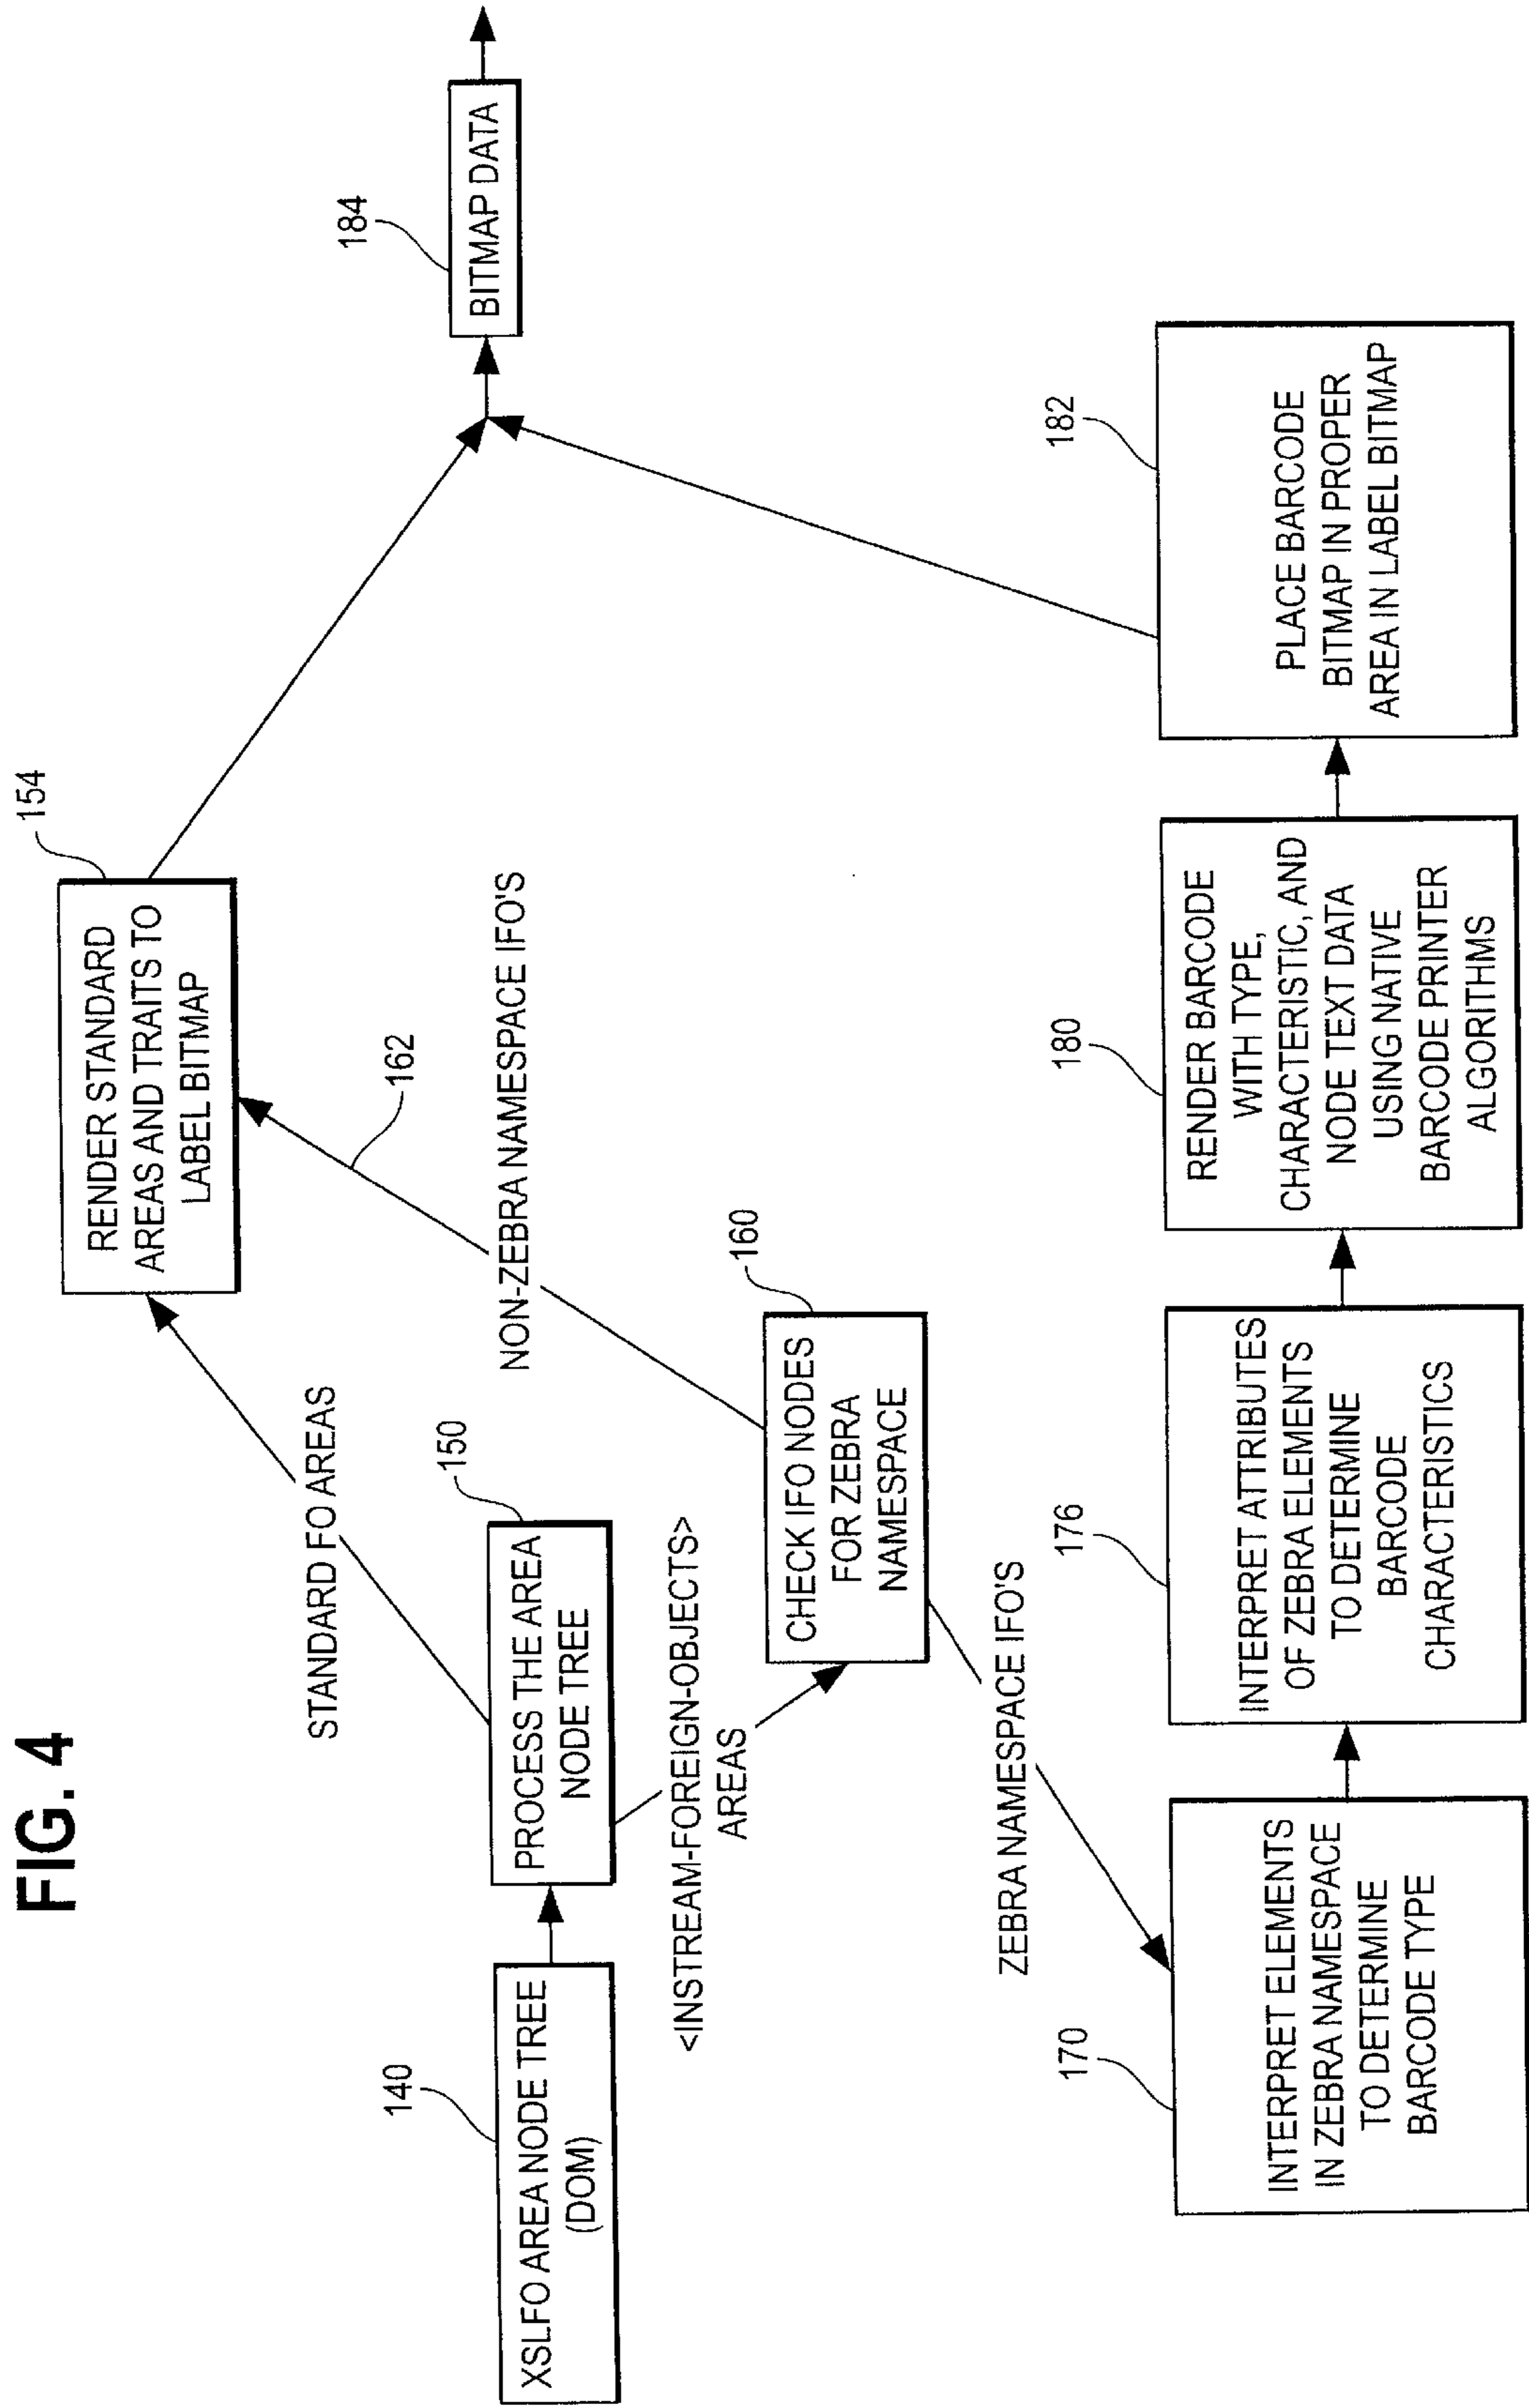 FIG. 4
140
XSLFO AREA NODE TREE
(DOM)
150
PROCESS THE AREA
NODE TREE
STANDARD FO AREAS
154
RENDER STANDARD
AREAS AND TRAITS TO
LABEL BITMAP
<INSTREAM-FOREIGN-OBJECTS>
AREAS
160
CHECK IFO NODES
FOR ZEBRA
NAMESPACE
162
NON-ZEBRA NAMESPACE IFO'S
ZEBRA NAMESPACE IFO'S
170
INTERPRET ELEMENTS
IN ZEBRA NAMESPACE
TO DETERMINE
BARCODE TYPE
176
INTERPRET ATTRIBUTES
OF ZEBRA ELEMENTS
TO DETERMINE
BARCODE
CHARACTERISTICS
180
RENDER BARCODE
WITH TYPE,
CHARACTERISTIC, AND
NODE TEXT DATA
USING NATIVE
BARCODE PRINTER
ALGORITHMS
182
PLACE BARCODE
BITMAP IN PROPER
AREA IN LABEL BITMAP
184
BITMAP DATA